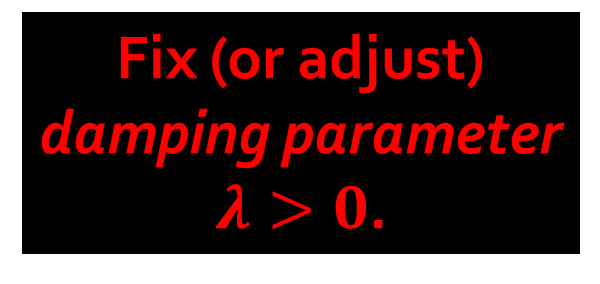 Fix (or adjust)
damping parameter
λ > 0.